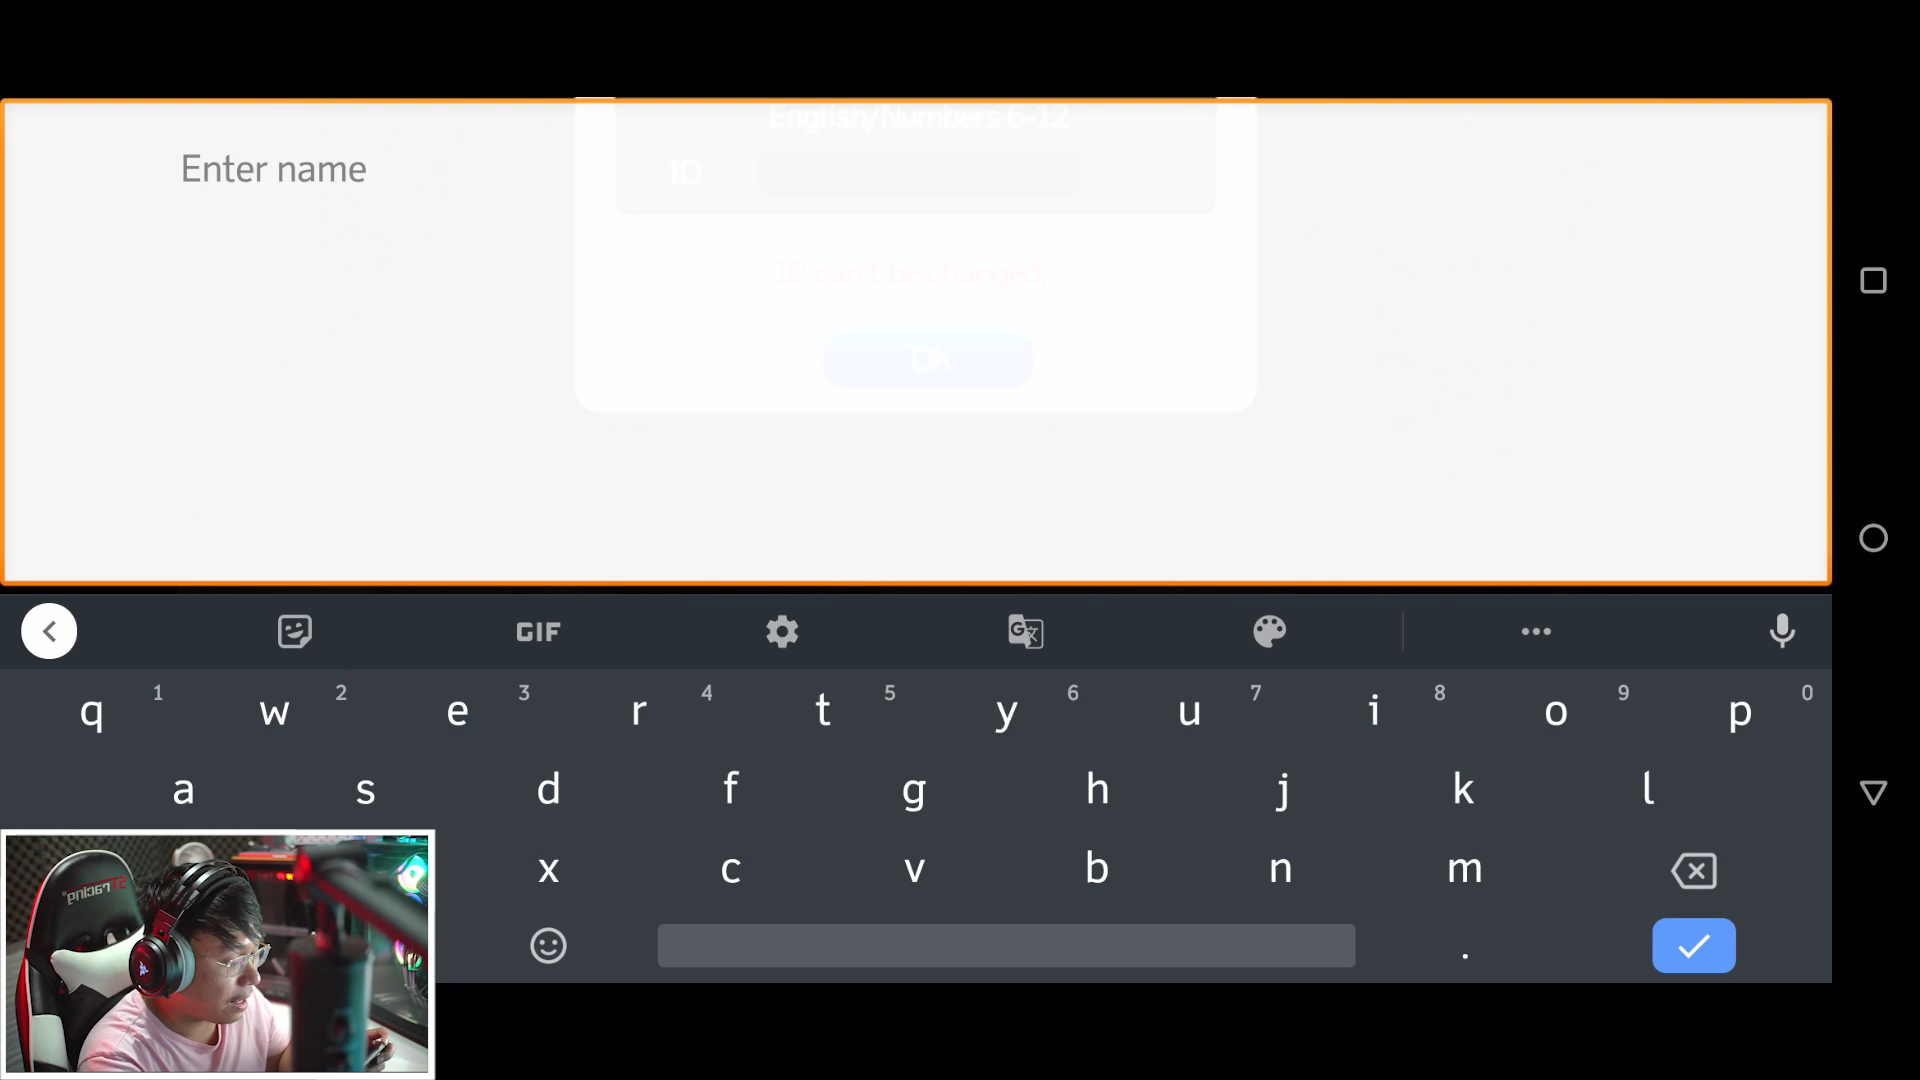 English/Numbers 6-12
Enter name
ID
ID can't be changed.
OK
GIF
G
q 1 w 2 e 3 r 4 t 5 y 6 u 7 i 8 o 9 p 0
a s d f g h j k l
x c v b n m
.
STracing